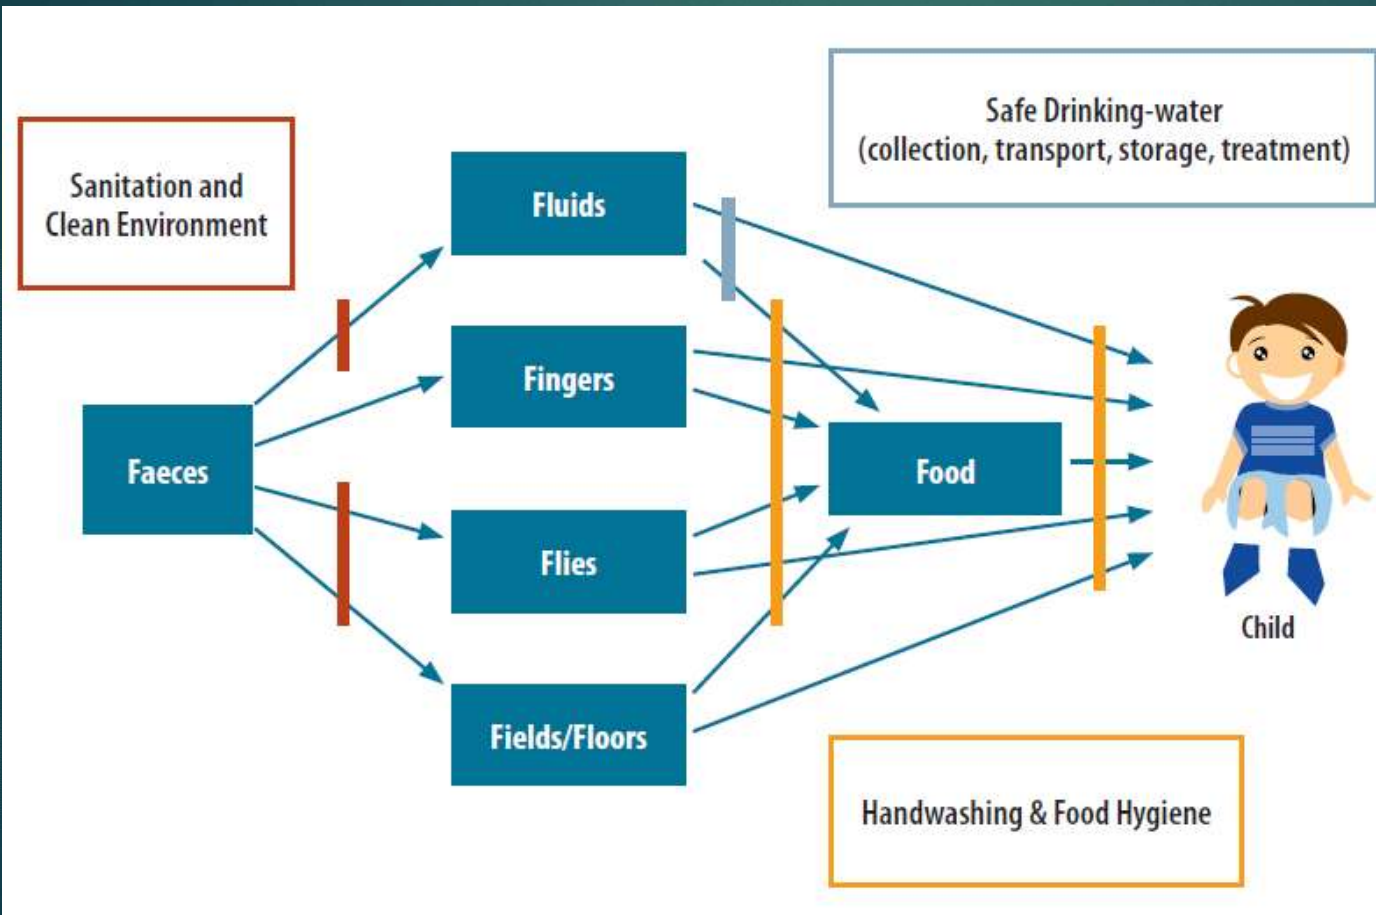 Sanitation and
Clean Environment
Safe Drinking-water
(collection, transport, storage, treatment)
Fluids
Fingers
Faeces
Food
Flies
Fields/Floors
Child
Handwashing & Food Hygiene